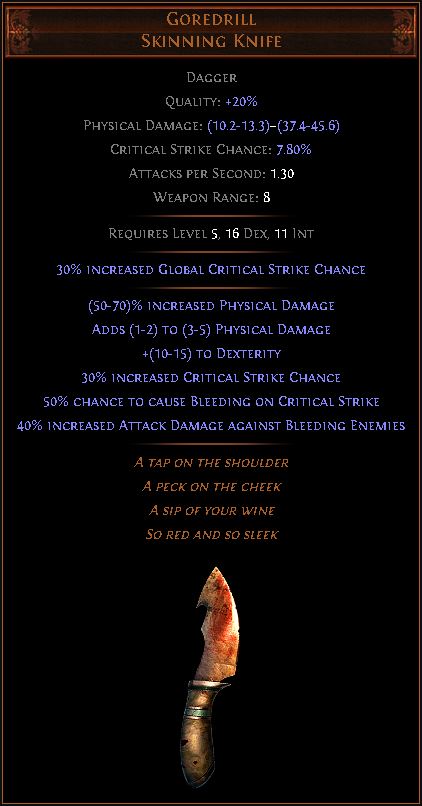 Goredrill
Skinning Knife
Dagger
Quality: +20%
Physical Damage: (10.2-13.3)–(37.4-45.6)
Critical Strike Chance: 7.80%
Attacks per Second: 1.30
Weapon Range: 8
Requires Level 5, 16 Dex, 11 Int
30% increased Global Critical Strike Chance
(50-70)% increased Physical Damage
Adds (1-2) to (3-5) Physical Damage
+(10-15) to Dexterity
30% increased Critical Strike Chance
50% chance to cause Bleeding on Critical Strike
40% increased Attack Damage against Bleeding Enemies
A tap on the shoulder
A peck on the cheek
A sip of your wine
So red and so sleek